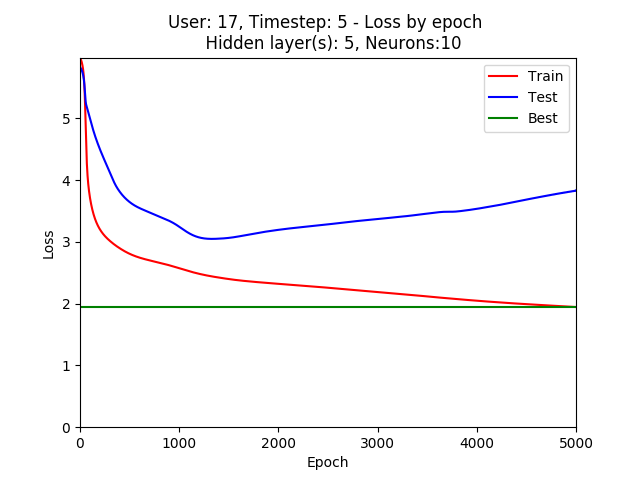 User: 17, Timestep: 5 - Loss by epoch
Hidden layer(s): 5, Neurons:10
Train
Test
Best
5
4
3
2
1
0
Loss
0 1000 2000 3000 4000 5000
Epoch